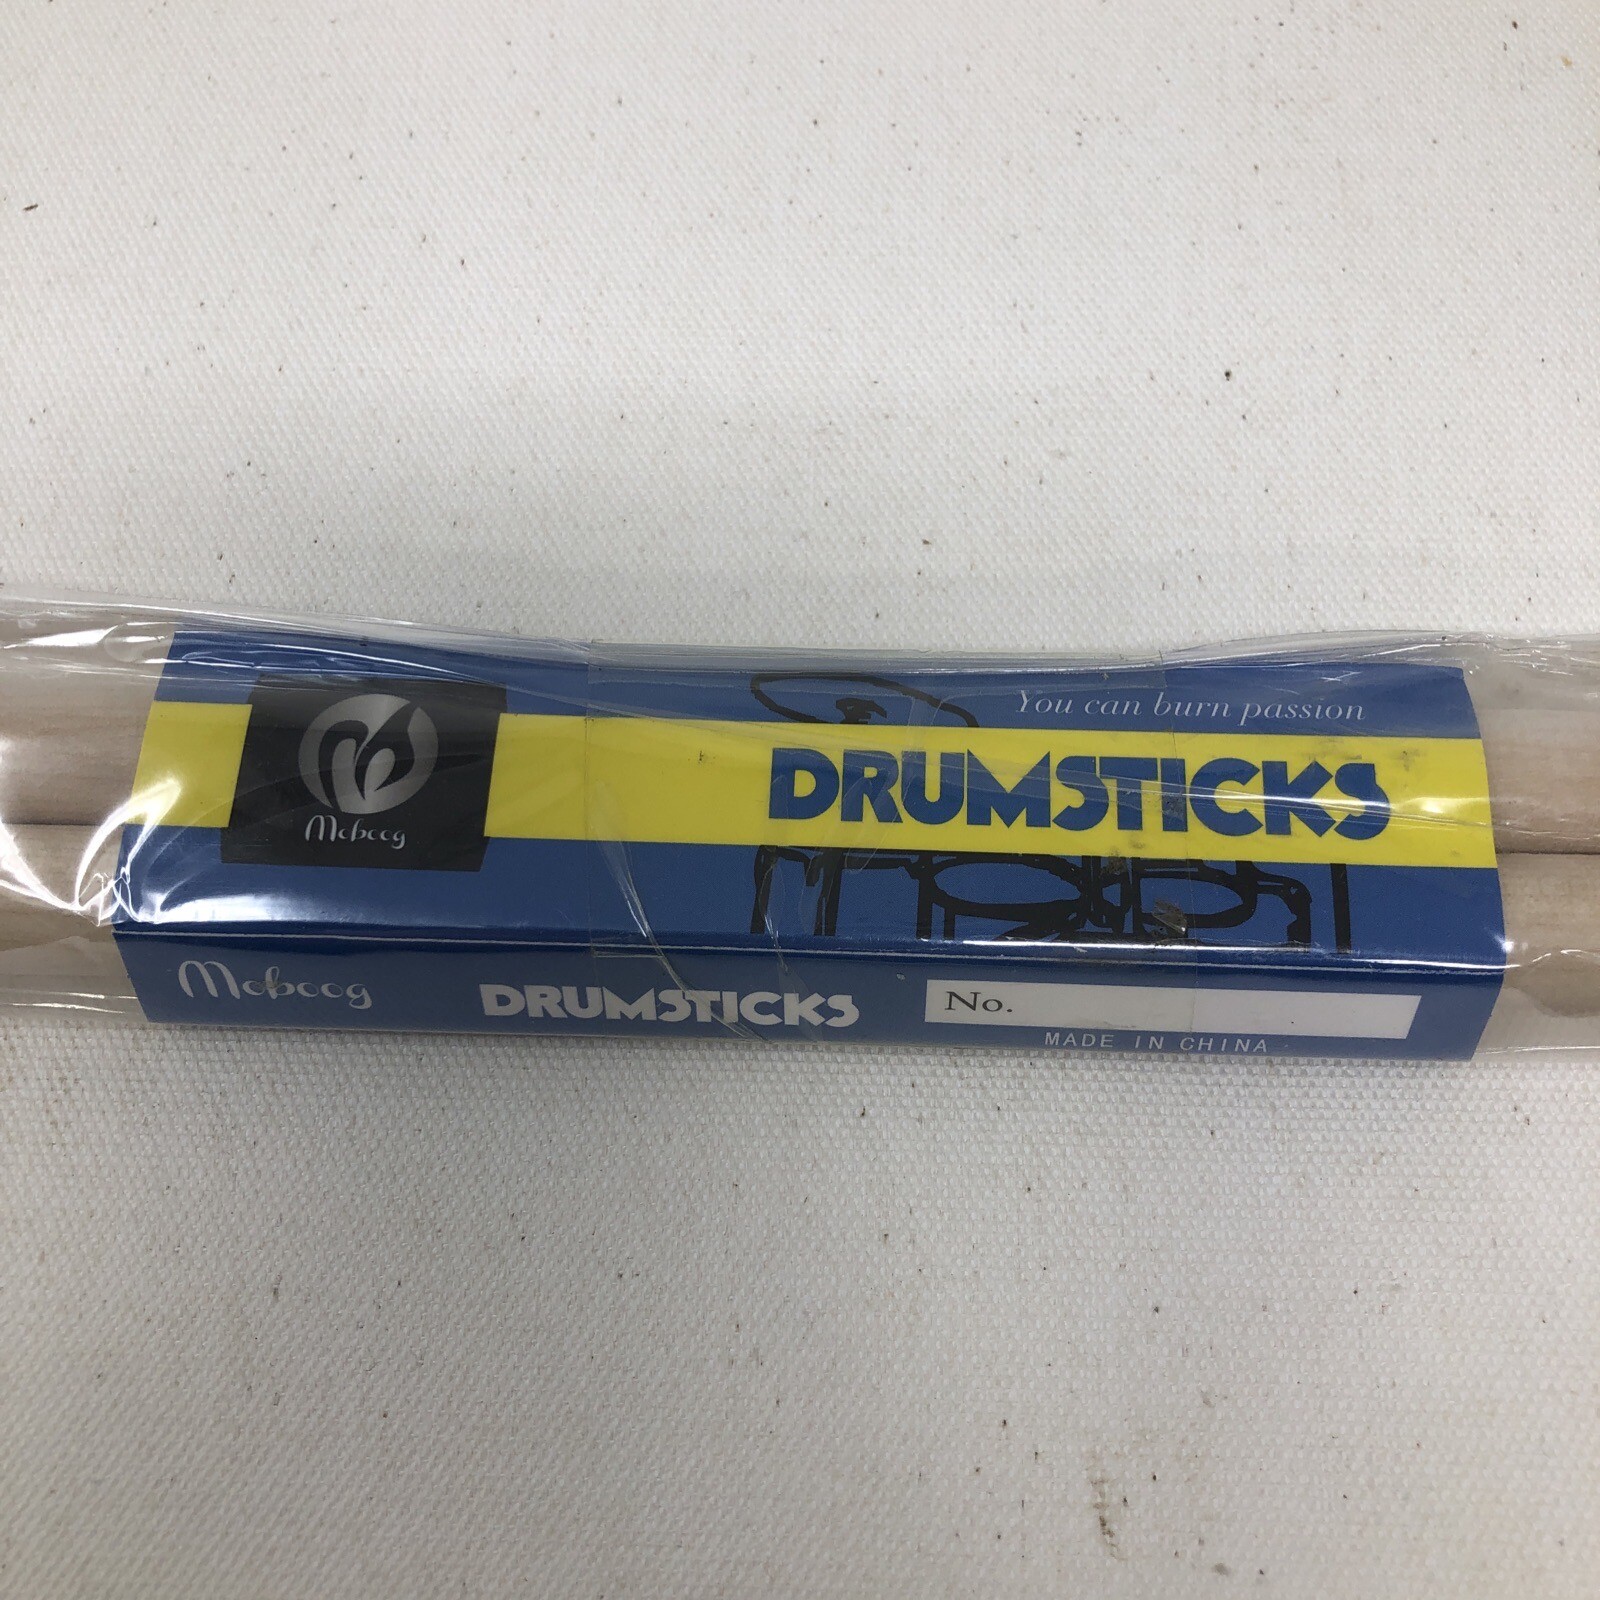 You can burn passion
DRUMSTICKS
Moboog
Moboog DRUMSTICKS No.
MADE IN CHINA